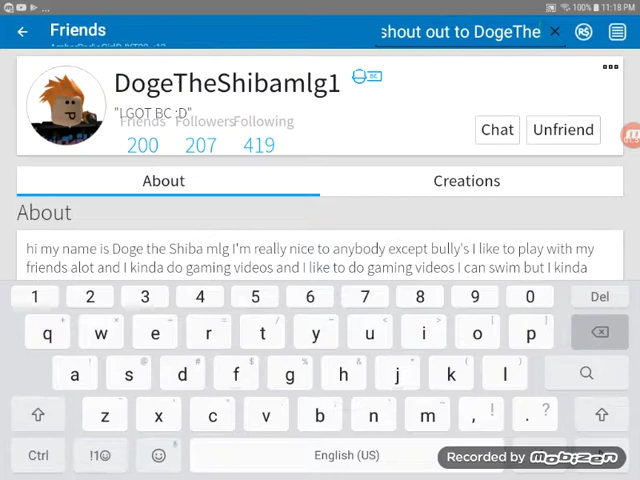 100% 11:18 PM
Friends
shout out to DogeThe
DogeTheShibamlg1
BC
"I GOT BC :D"
Friends Followers Following
200 207 419
Chat Unfriend
About Creations
About
hi my name is Doge the Shiba mlg I'm really nice to anybody except bully's I like to play with my
friends alot and I kinda do gaming videos and I like to do gaming videos I can swim but I kinda
1 2 3 4 5 6 7 8 9 0 Del
q w e r t y u i o p
a s d f g h j k l
z x c v b n m , ! . ?
Ctrl !1☺ English (US)
Recorded by Mobizen